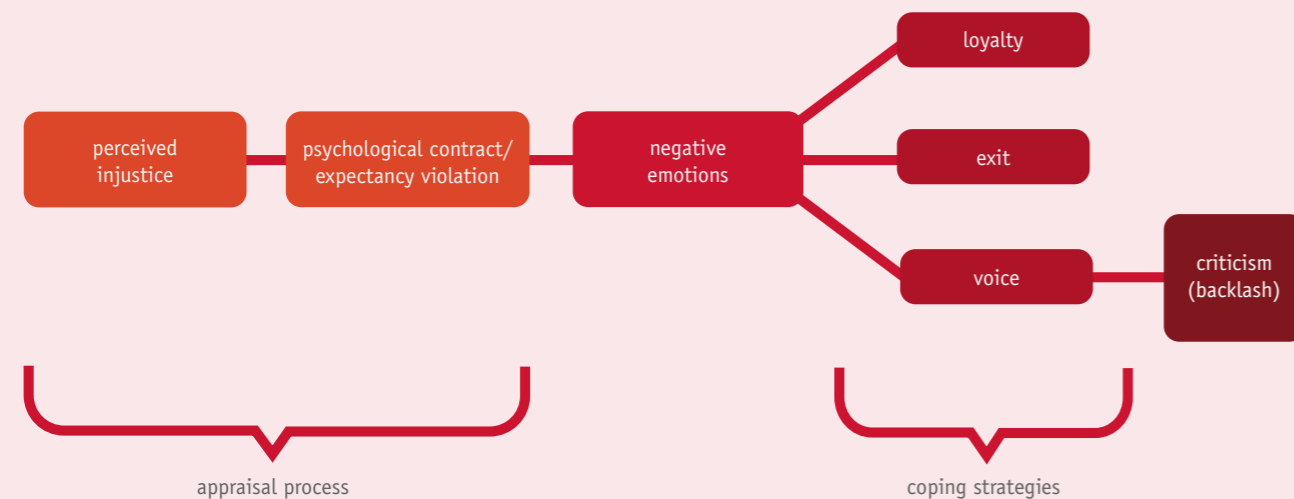 perceived
injustice
psychological contract/
expectancy violation
negative
emotions
loyalty
exit
voice
criticism
(backlash)
appraisal process
coping strategies